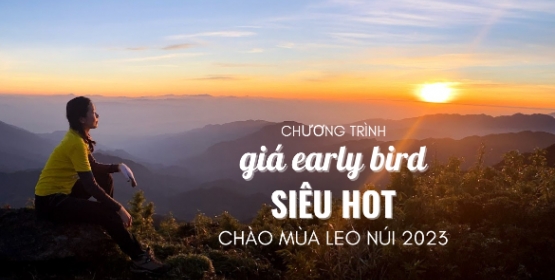 CHƯƠNG TRÌNH
giá early bird
SIÊU HOT
CHÀO MÙA LEO NÚI 2023